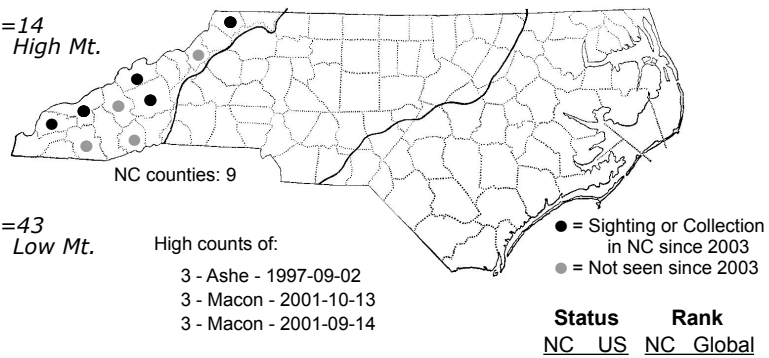 =14
High Mt.
NC counties: 9
=43
Low Mt.
High counts of:
3 - Ashe - 1997-09-02
3 - Macon - 2001-10-13
3 - Macon - 2001-09-14
● = Sighting or Collection
in NC since 2003
● = Not seen since 2003
Status Rank
NC US NC Global